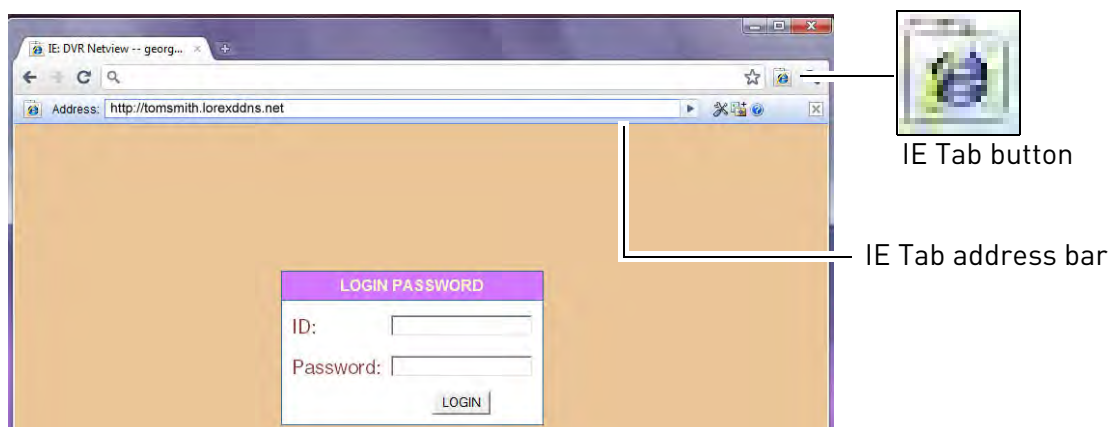 IE: DVR Netview -- georg...
Address: http://tomsmith.lorexddns.net
IE Tab button
IE Tab address bar
LOGIN PASSWORD
ID:
Password:
LOGIN